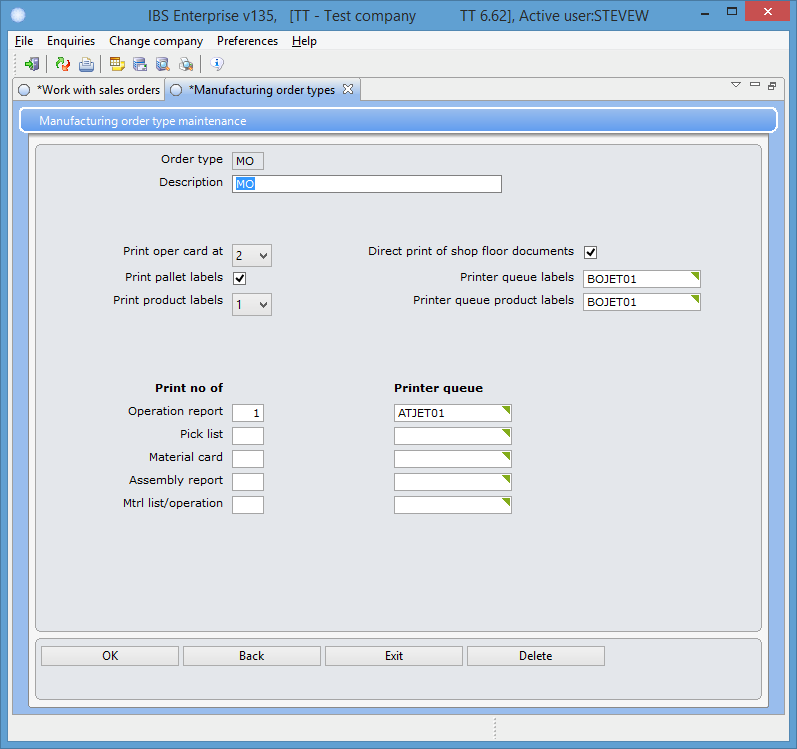 IBS Enterprise v135, [TT - Test company TT 6.62], Active user:STEVEW
File Enquiries Change company Preferences Help
*Work with sales orders *Manufacturing order types
Manufacturing order type maintenance
Order type MO
Description MO
Print oper card at 2 Direct print of shop floor documents
Print pallet labels Printer queue labels BOJET01
Print product labels 1 Printer queue product labels BOJET01
Print no of Printer queue
Operation report 1 ATJET01
Pick list
Material card
Assembly report
Mtrl list/operation
OK Back Exit Delete